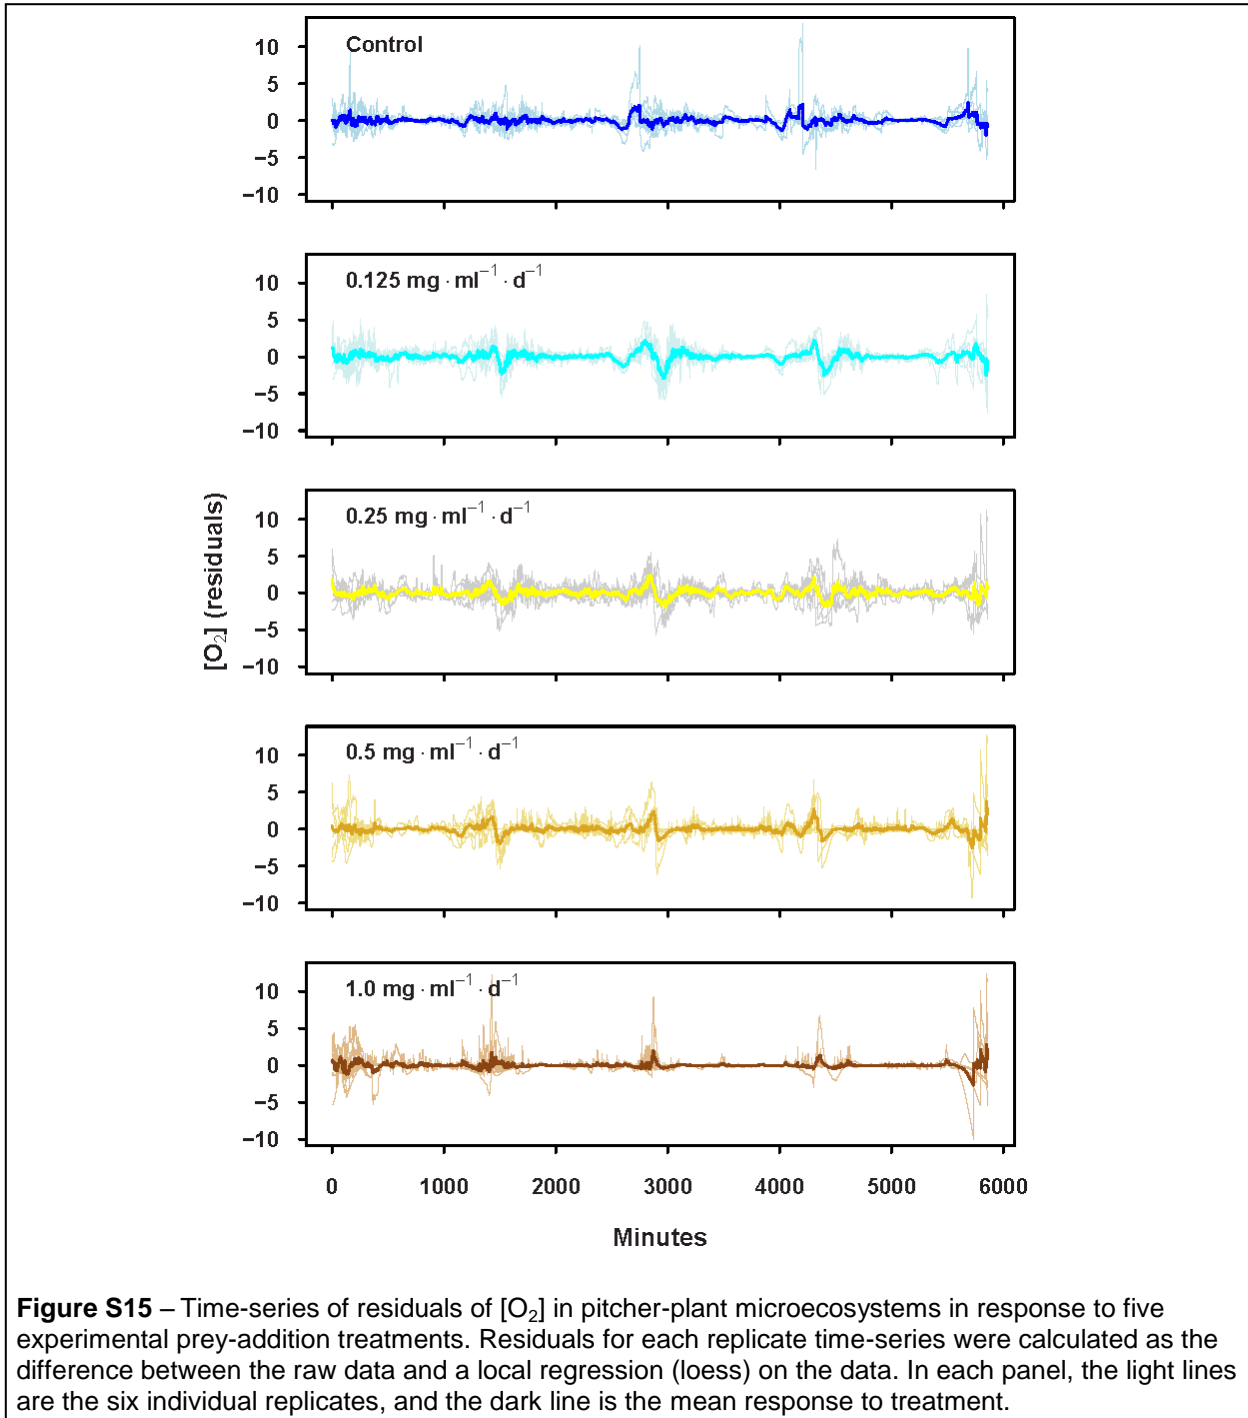 Control
10
5
0
−5
−10
0.125 mg · ml⁻¹ · d⁻¹
10
5
0
−5
−10
0.25 mg · ml⁻¹ · d⁻¹
10
5
0
−5
−10
[O₂] (residuals)
0.5 mg · ml⁻¹ · d⁻¹
10
5
0
−5
−10
1.0 mg · ml⁻¹ · d⁻¹
10
5
0
−5
−10
0 1000 2000 3000 4000 5000 6000
Minutes
Figure S15 – Time-series of residuals of [O₂] in pitcher-plant microecosystems in response to five
experimental prey-addition treatments. Residuals for each replicate time-series were calculated as the
difference between the raw data and a local regression (loess) on the data. In each panel, the light lines
are the six individual replicates, and the dark line is the mean response to treatment.